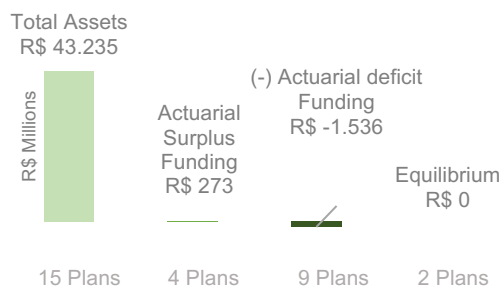 Total Assets
R$ 43.235
R$ Millions
Actuarial
Surplus
Funding
R$ 273
(-) Actuarial deficit
Funding
R$ -1.536
Equilibrium
R$ 0
15 Plans
4 Plans
9 Plans
2 Plans